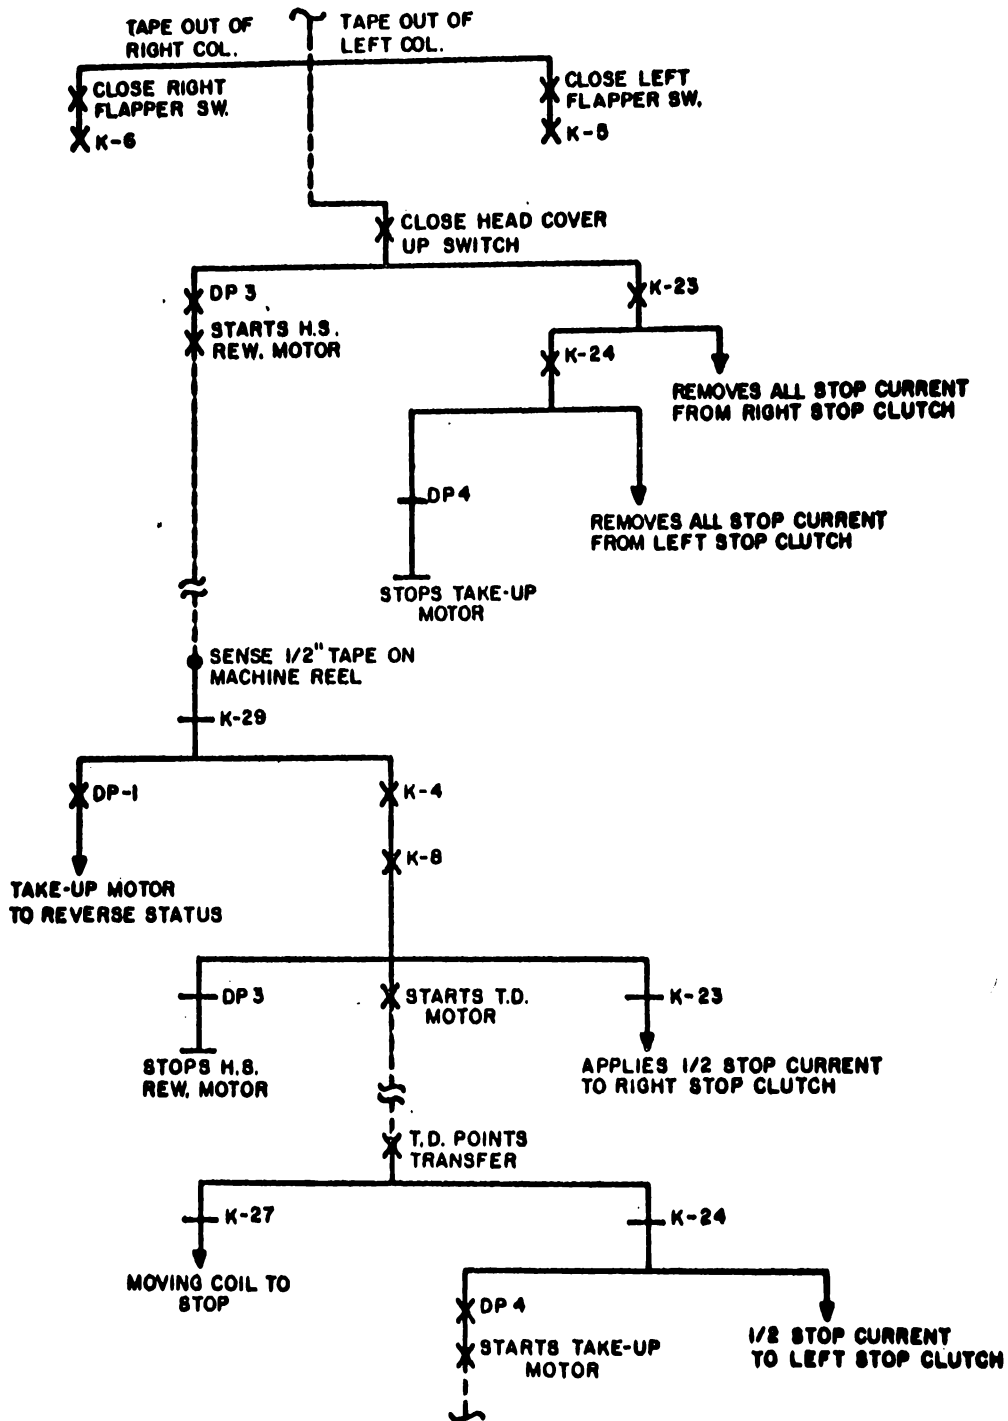 TAPE OUT OF
RIGHT COL.
TAPE OUT OF
LEFT COL.
CLOSE RIGHT
FLAPPER SW.
K-6
CLOSE LEFT
FLAPPER SW.
K-5
CLOSE HEAD COVER
UP SWITCH
DP 3
STARTS H.S.
REW. MOTOR
K-23
K-24
REMOVES ALL STOP CURRENT
FROM RIGHT STOP CLUTCH
DP 4
REMOVES ALL STOP CURRENT
FROM LEFT STOP CLUTCH
STOPS TAKE-UP
MOTOR
SENSE 1/2" TAPE ON
MACHINE REEL
K-29
DP-1
K-4
K-8
TAKE-UP MOTOR
TO REVERSE STATUS
DP 3
STARTS T.D.
MOTOR
K-23
STOPS H.S.
REW. MOTOR
APPLIES 1/2 STOP CURRENT
TO RIGHT STOP CLUTCH
T.D. POINTS
TRANSFER
K-27
K-24
MOVING COIL TO
STOP
DP 4
STARTS TAKE-UP
MOTOR
1/2 STOP CURRENT
TO LEFT STOP CLUTCH